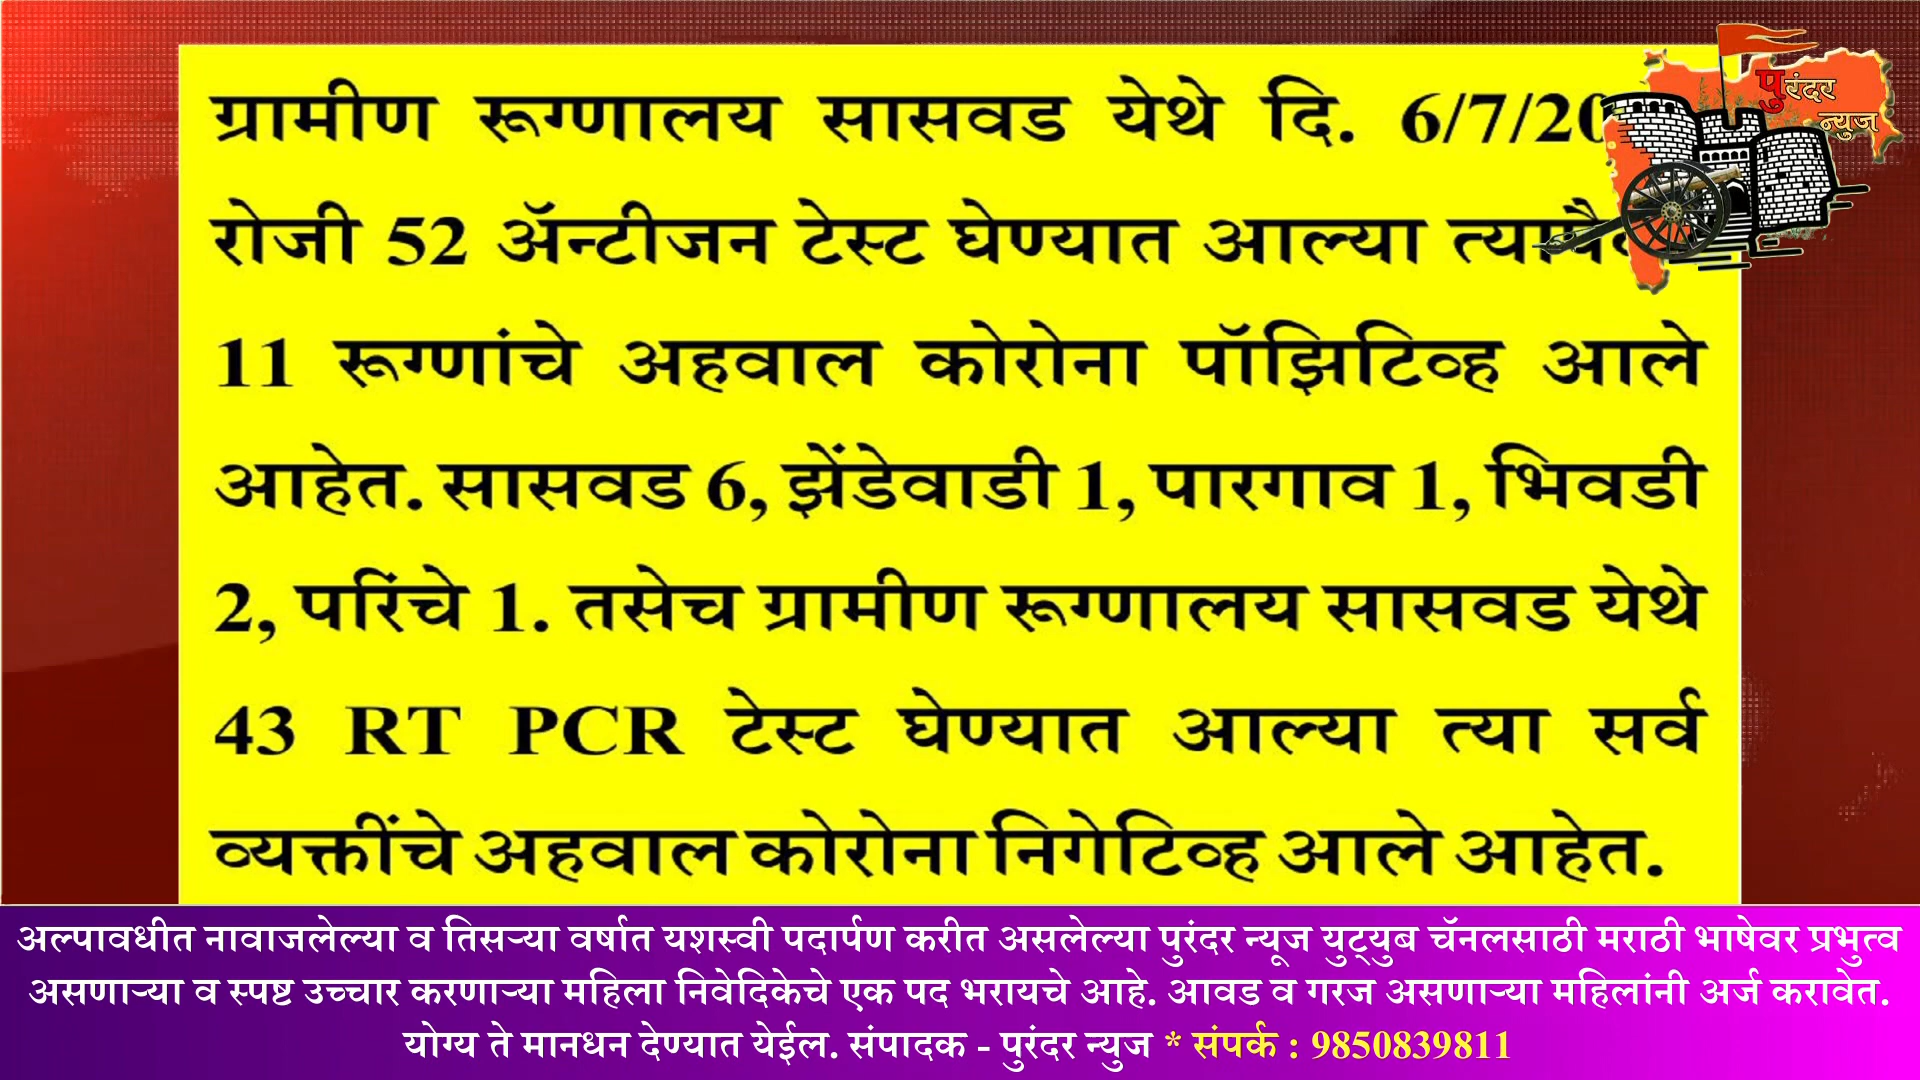 ग्रामीण रूग्णालय सासवड येथे दि. 6/7/20
रोजी 52 ॲन्टीजन टेस्ट घेण्यात आल्या
11 रूग्णांचे अहवाल कोरोना पॉझिटिव्ह आले
आहेत. सासवड 6, झेंडेवाडी 1, पारगाव 1, भिवडी
2, परिंचे 1. तसेच ग्रामीण रूग्णालय सासवड येथे
43 RT PCR टेस्ट घेण्यात आल्या त्या सर्व
व्यक्तींचे अहवाल कोरोना निगेटिव्ह आले आहेत.
पुरंदर
न्युज
अल्पावधीत नावाजलेल्या व तिसऱ्या वर्षात यशस्वी पदार्पण करीत असलेल्या पुरंदर न्यूज युट्युब चॅनलसाठी मराठी भाषेवर प्रभुत्व
असणाऱ्या व स्पष्ट उच्चार करणाऱ्या महिला निवेदिकेचे एक पद भरायचे आहे. आवड व गरज असणाऱ्या महिलांनी अर्ज करावेत.
योग्य ते मानधन देण्यात येईल. संपादक - पुरंदर न्युज * संपर्क : 9850839811